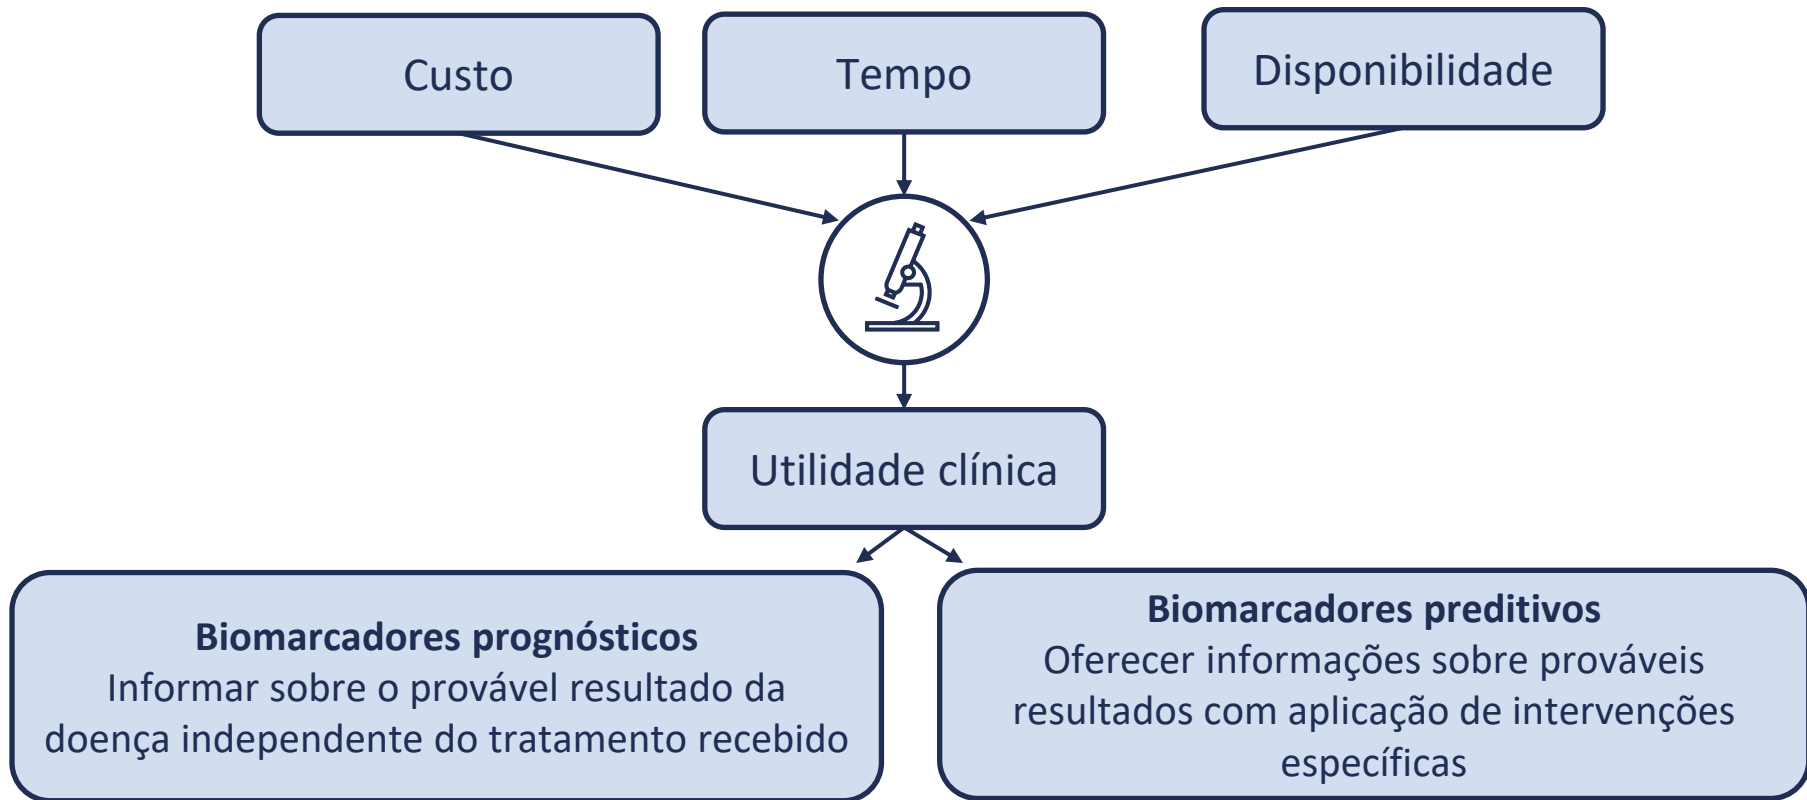 Custo
Tempo
Disponibilidade
Utilidade clínica
Biomarcadores prognósticos
Informar sobre o provável resultado da
doença independente do tratamento recebido
Biomarcadores preditivos
Oferecer informações sobre prováveis
resultados com aplicação de intervenções
específicas